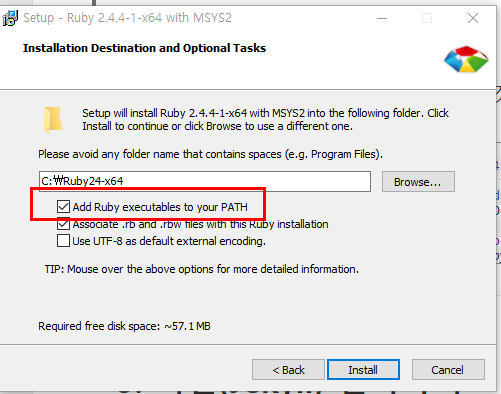 Setup - Ruby 2.4.4-1-x64 with MSYS2
Installation Destination and Optional Tasks
Setup will install Ruby 2.4.4-1-x64 with MSYS2 into the following folder. Click
Install to continue or click Browse to use a different one.
Please avoid any folder name that contains spaces (e.g. Program Files).
C:₩Ruby24-x64
Browse...
Add Ruby executables to your PATH
Associate .rb and .rbw files with this Ruby installation
Use UTF-8 as default external encoding.
TIP: Mouse over the above options for more detailed information.
Required free disk space: ~57.1 MB
< Back
Install
Cancel